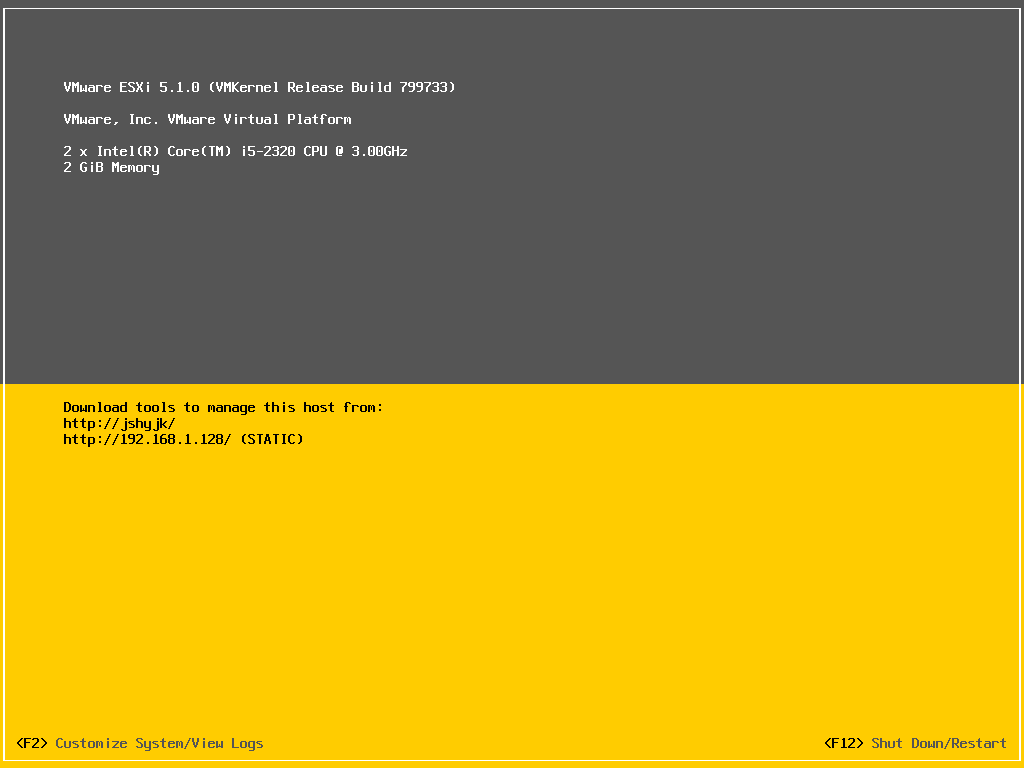 VMware ESXi 5.1.0 (VMKernel Release Build 799733)
VMware, Inc. VMware Virtual Platform
2 x Intel(R) Core(TM) i5-2320 CPU @ 3.00GHz
2 GiB Memory
Download tools to manage this host from:
http://jshyjk/
http://192.168.1.128/ (STATIC)
<F2> Customize System/View Logs
<F12> Shut Down/Restart